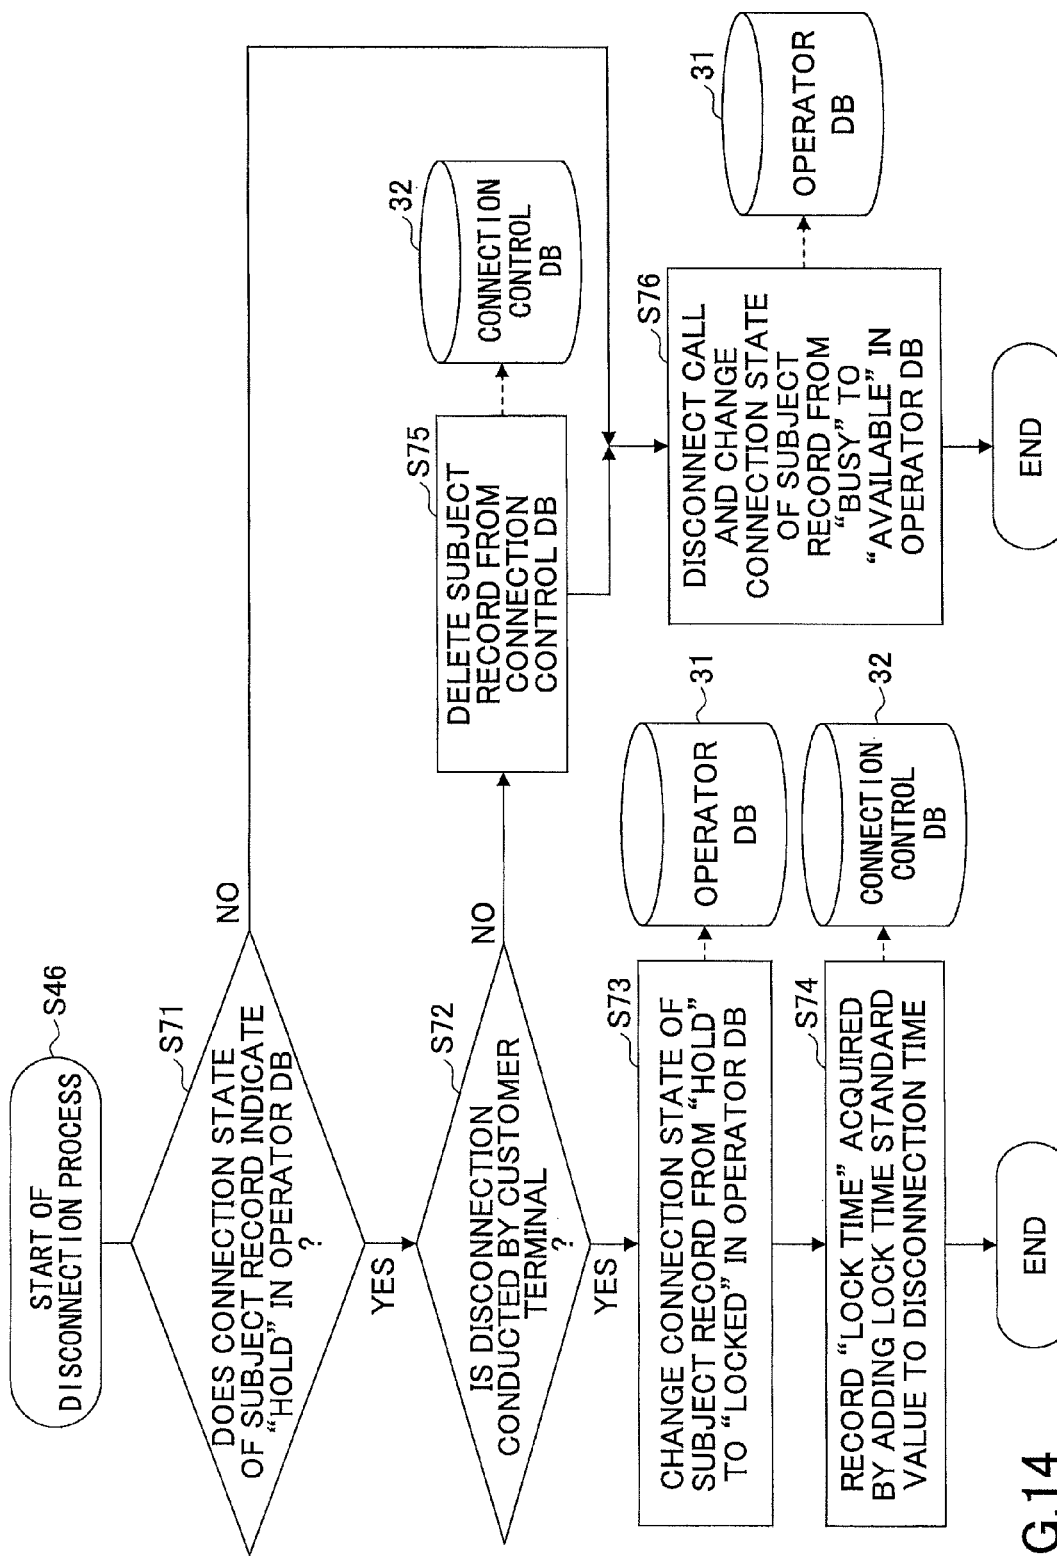 START OF
DISCONNECTION PROCESS
S46
S71
DOES CONNECTION STATE
OF SUBJECT RECORD INDICATE
“HOLD” IN OPERATOR DB
?
NO
YES
S72
IS DISCONNECTION
CONDUCTED BY CUSTOMER
TERMINAL
?
NO
YES
S73
CHANGE CONNECTION STATE OF
SUBJECT RECORD FROM “HOLD”
TO “LOCKED” IN OPERATOR DB
31
OPERATOR
DB
S74
RECORD “LOCK TIME” ACQUIRED
BY ADDING LOCK TIME STANDARD
VALUE TO DISCONNECTION TIME
32
CONNECTION
CONTROL
DB
END
S75
DELETE SUBJECT
RECORD FROM
CONNECTION
CONTROL DB
32
CONNECTION
CONTROL
DB
S76
DISCONNECT CALL
AND CHANGE
CONNECTION STATE
OF SUBJECT
RECORD FROM
“BUSY” TO
“AVAILABLE” IN
OPERATOR DB
31
OPERATOR
DB
END
G.14